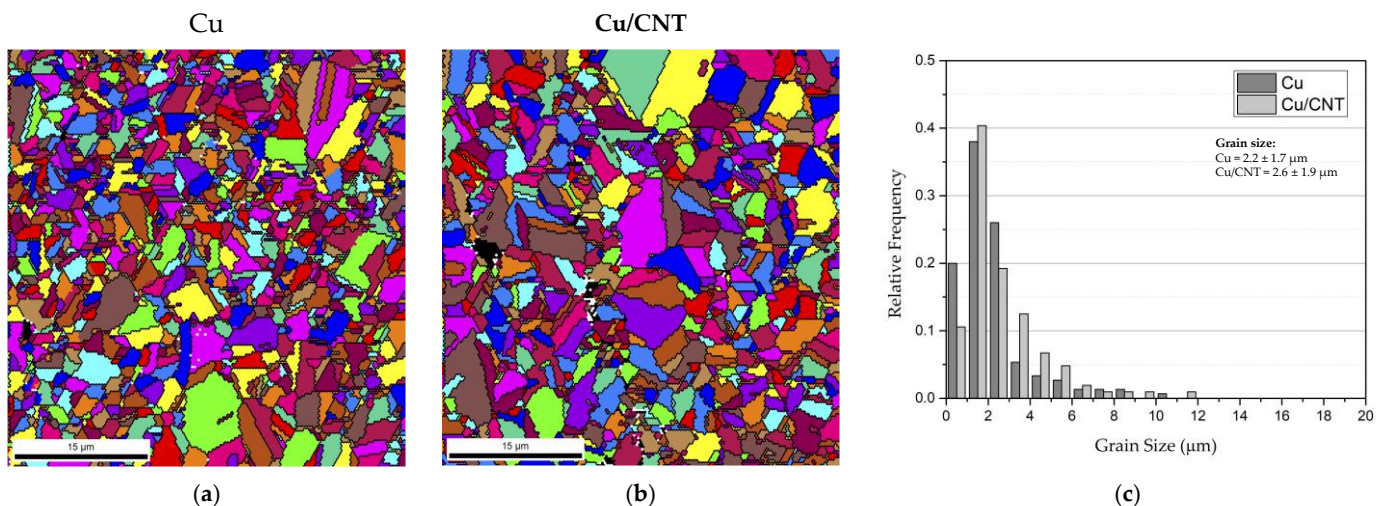 Cu
Cu/CNT
15 µm
15 µm
(a)
(b)
0.5
0.4
0.3
0.2
0.1
0.0
Relative Frequency
Cu
Cu/CNT
Grain size:
Cu = 2.2 ± 1.7 µm
Cu/CNT = 2.6 ± 1.9 µm
0 2 4 6 8 10 12 14 16 18 20
Grain Size (µm)
(c)